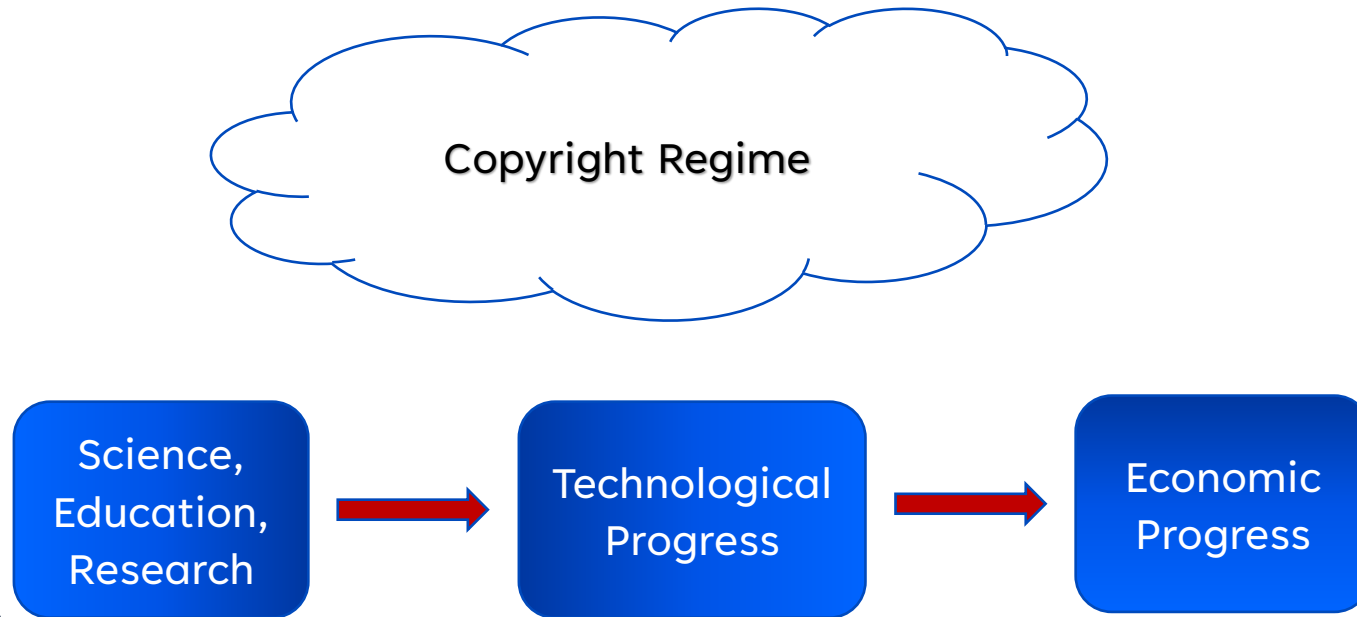 Copyright Regime
Science,
Education,
Research
Technological
Progress
Economic
Progress